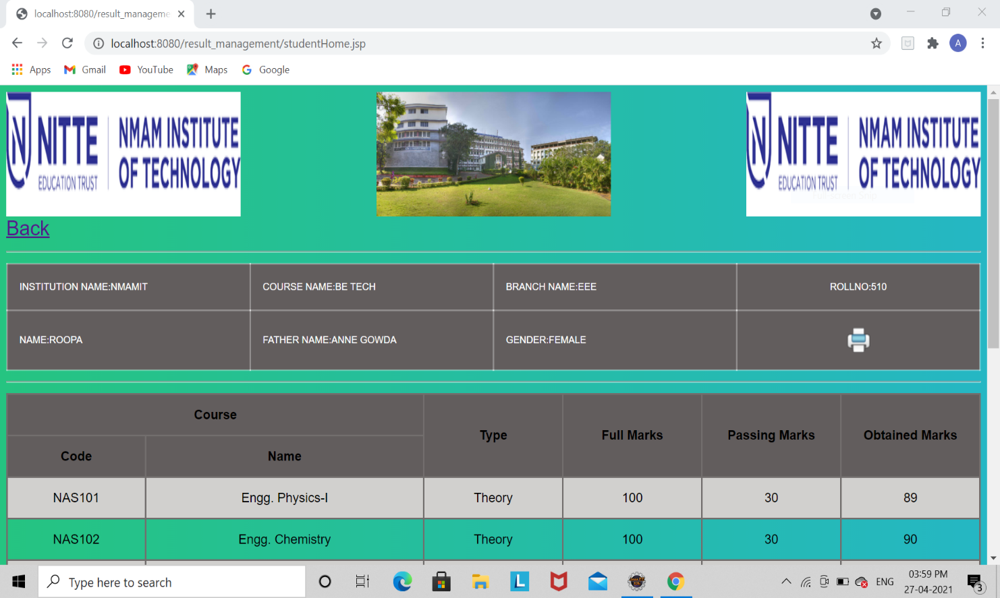 localhost:8080/result_manageme
localhost:8080/result_management/studentHome.jsp
A
Apps
Gmail
YouTube
Maps
Google
N NITTE
EDUCATION TRUST
NMAM INSTITUTE
OF TECHNOLOGY
N NITTE
EDUCATION TRUST
NMAM INSTITUTE
OF TECHNOLOGY
Back
INSTITUTION NAME:NMAMIT
COURSE NAME:BE TECH
BRANCH NAME:EEE
ROLLNO:510
NAME:ROOPA
FATHER NAME:ANNE GOWDA
GENDER:FEMALE
Course
Type
Full Marks
Passing Marks
Obtained Marks
Code
Name
NAS101
Engg. Physics-I
Theory
100
30
89
NAS102
Engg. Chemistry
Theory
100
30
90
Type here to search
L
ENG
03:59 PM
27-04-2021
3